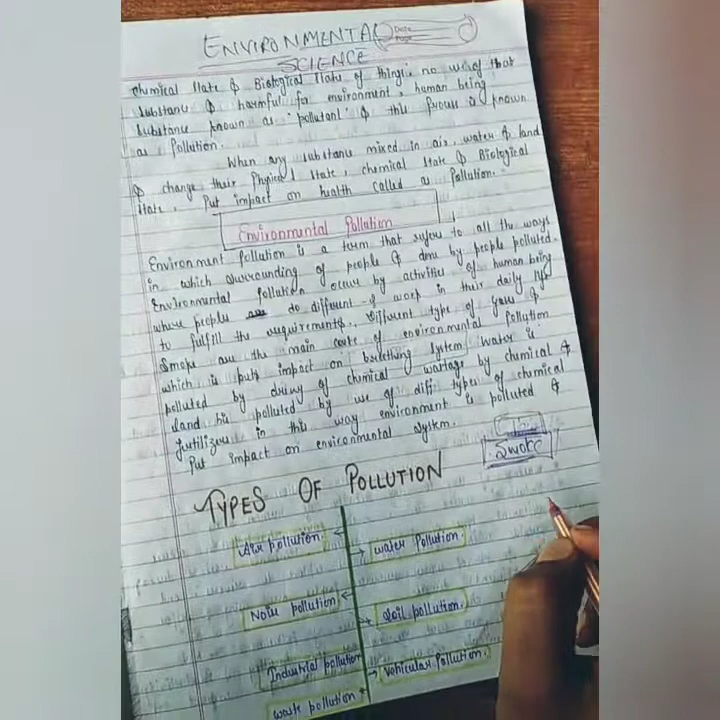 ENVIRONMENTAL
Date
Page
SCIENCE
chemical state & Biological state of things, no use of that
substance & harmful for environment, human being
substance known as 'pollutant' & this process is known
as Pollution.
When any substance mixed in air, water & land
& change their Physical State, chemical State & Biological
State, Put impact on health called as Pollution.
Environmental Pollution
Environment Pollution is a term that refers to all the ways
in which surrounding of people & done by people polluted.
Environmental Pollution occur by activities of human being
where peoples do different of work in their daily life
to fulfill the requirements. Different type of gases &
Smoke are the main cause of environmental Pollution
which is puts impact on breathing system water is
polluted by driving of chemical wastage by chemical &
land his polluted by use of diff. types of chemical
futilizers in this way environment is polluted &
Put impact on environmental system.
Smoke
TYPES OF POLLUTION
Air pollution
water Pollution
Noise pollution
Soil pollution.
Industrial pollution
Vehicular Pollution.
waste pollution